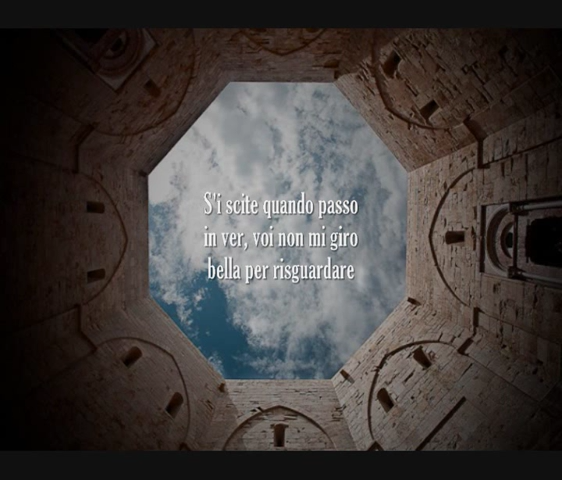 S'i scite quando passo
in ver, voi non mi giro
bella per risguardare